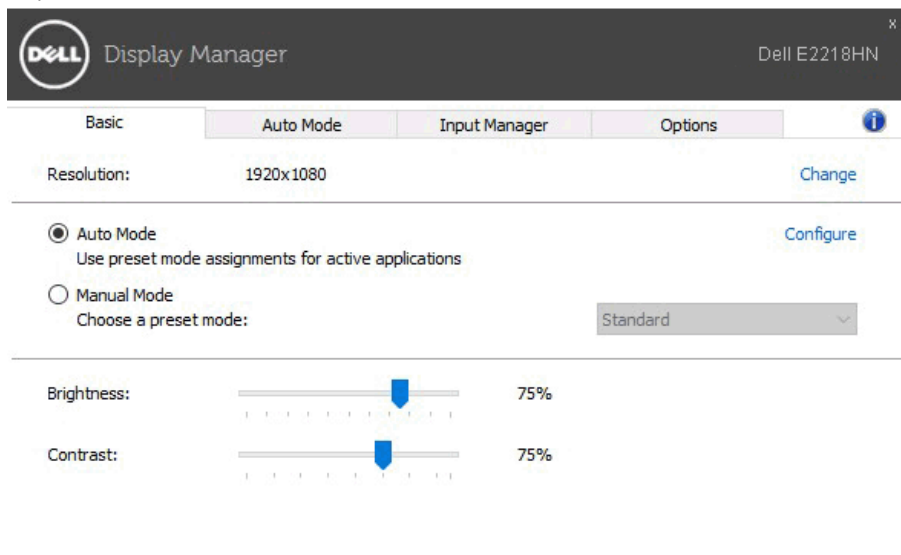 DELL Display Manager
x
Dell E2218HN
Basic Auto Mode Input Manager Options i
Resolution: 1920x1080 Change
Auto Mode Configure
Use preset mode assignments for active applications
Manual Mode
Choose a preset mode: Standard
Brightness: 75%
Contrast: 75%